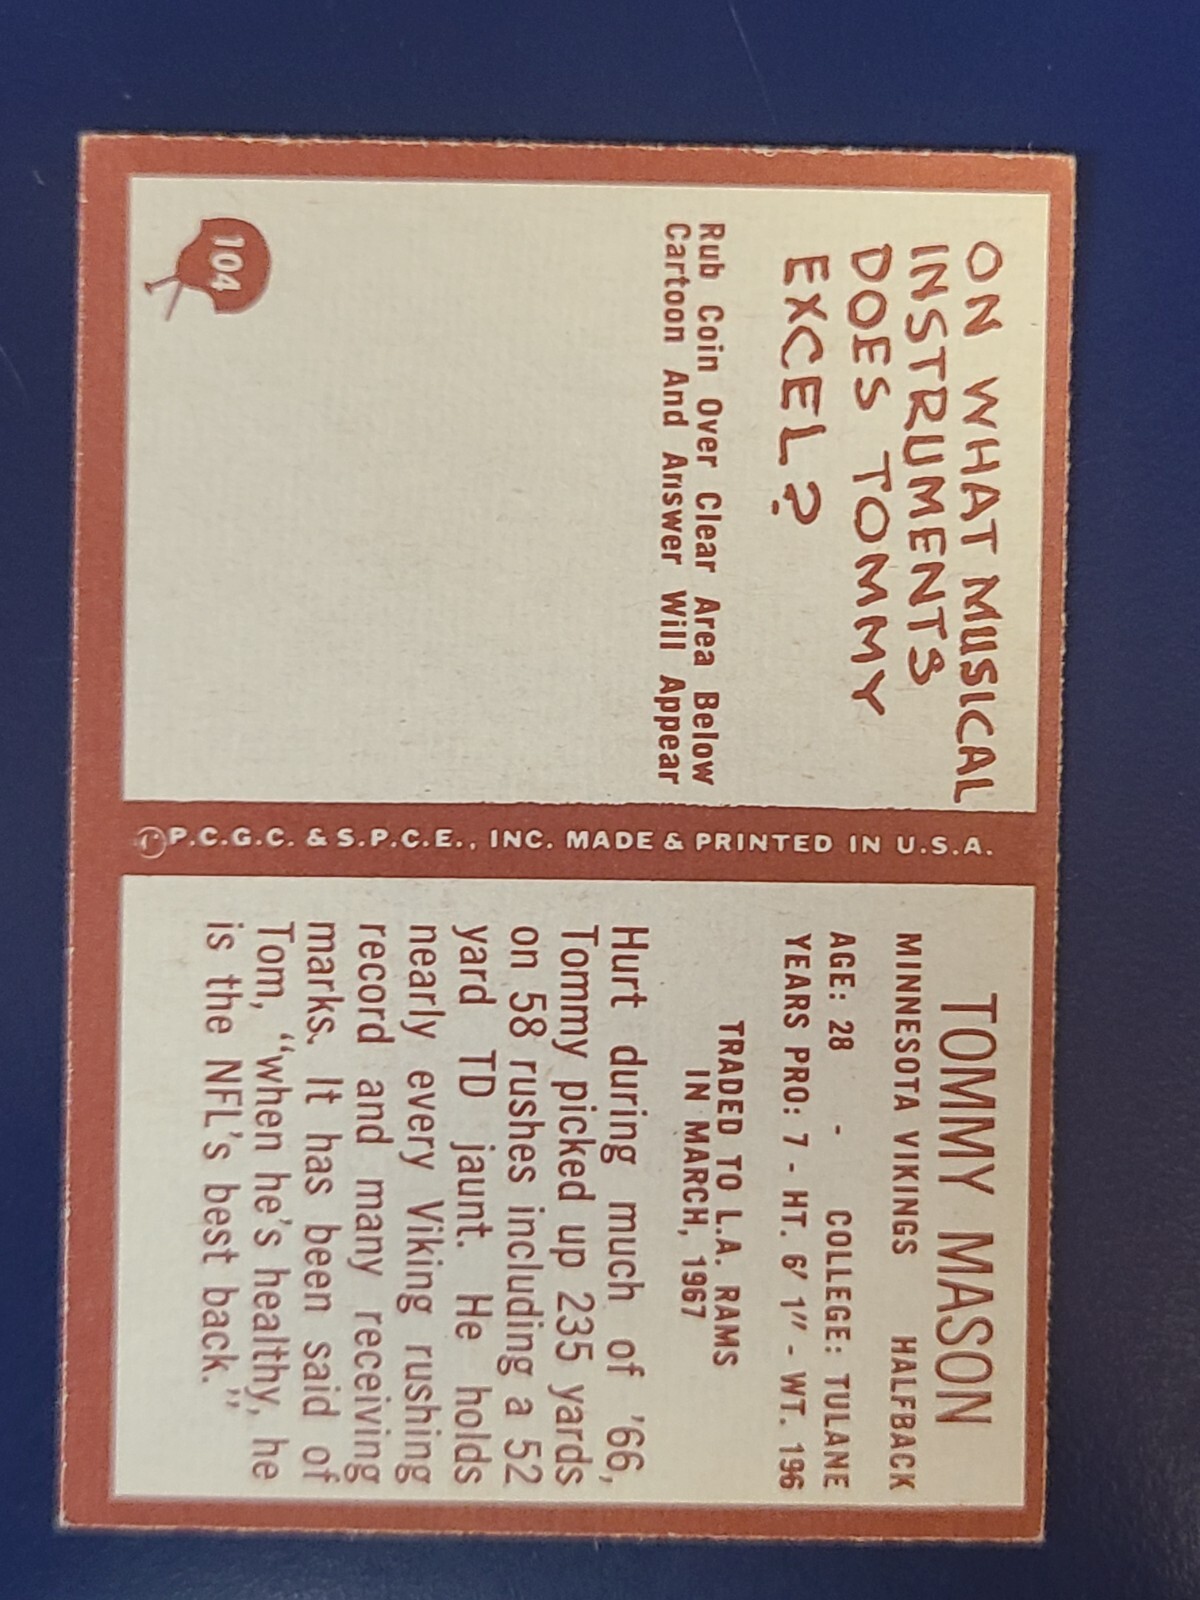 ON WHAT MUSICAL
INSTRUMENTS
DOES TOMMY
EXCEL?
Rub Coin Over Clear Area Below
Cartoon And Answer Will Appear
104
©P.C.G.C. & S.P.C.E., INC. MADE & PRINTED IN U.S.A.
TOMMY MASON
MINNESOTA VIKINGS HALFBACK
AGE: 28 - COLLEGE: TULANE
YEARS PRO: 7 - HT. 6' 1" - WT. 196
TRADED TO L.A. RAMS
IN MARCH, 1967
Hurt during much of '66,
Tommy picked up 235 yards
on 58 rushes including a 52
yard TD jaunt. He holds
nearly every Viking rushing
record and many receiving
marks. It has been said of
Tom, "when he's healthy, he
is the NFL's best back."